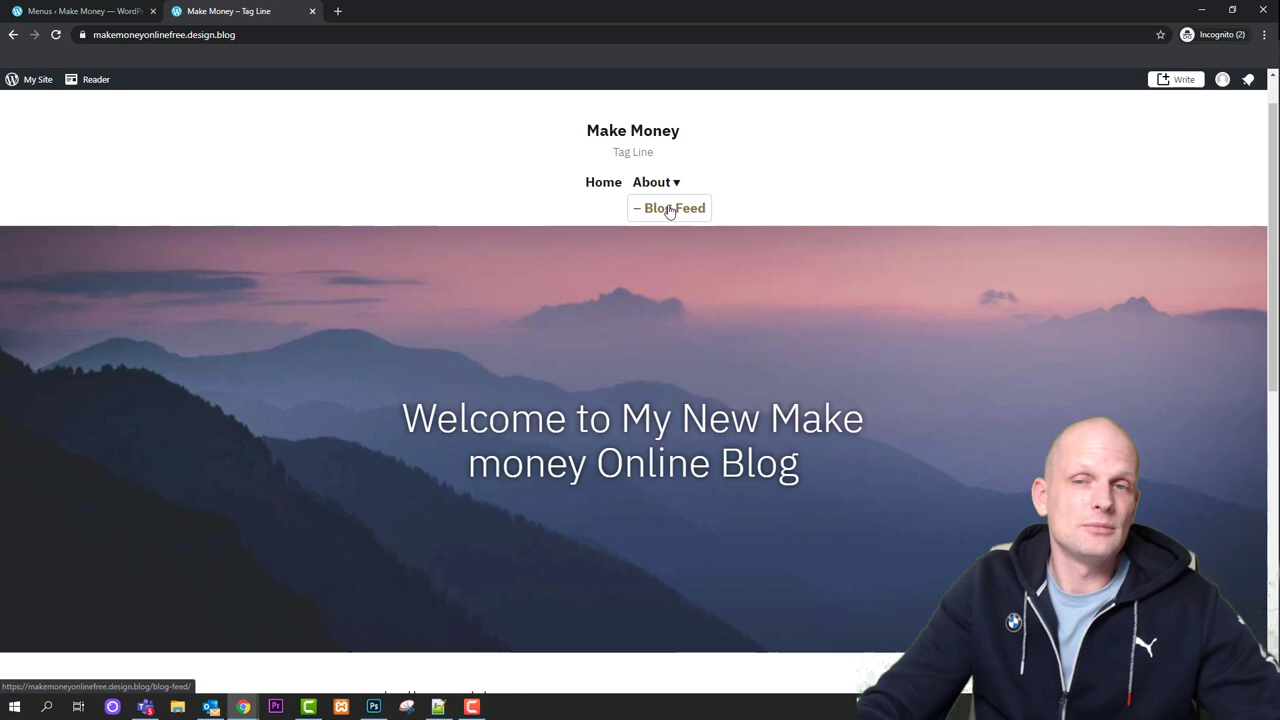 Menus ‹ Make Money — WordPr
Make Money – Tag Line
makemoneyonlinefree.design.blog
Incognito (2)
My Site
Reader
Write
Make Money
Tag Line
Home
About ▾
– Blog Feed
Welcome to My New Make
money Online Blog
https://makemoneyonlinefree.design.blog/blog-feed/